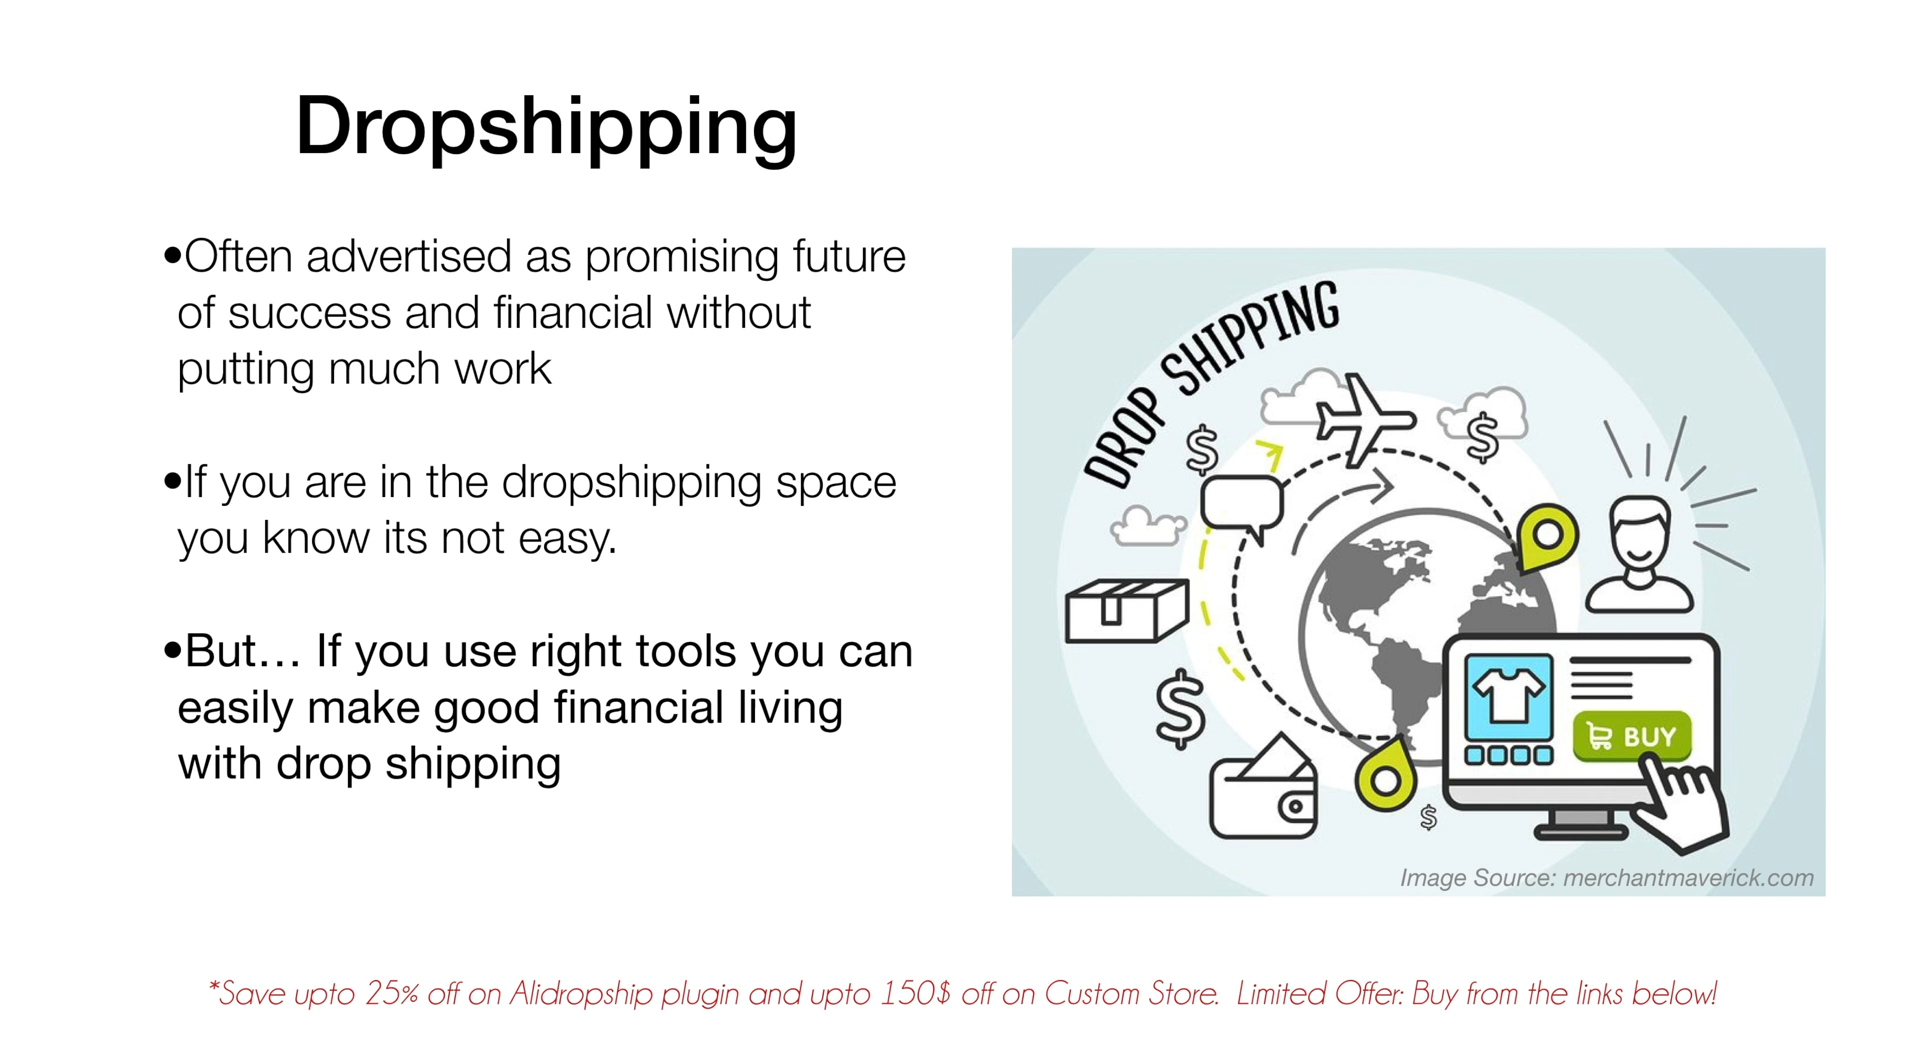 Dropshipping
•Often advertised as promising future
of success and financial without
putting much work
•If you are in the dropshipping space
you know its not easy.
•But... If you use right tools you can
easily make good financial living
with drop shipping
DROP SHIPPING
$
$
$
$
BUY
Image Source: merchantmaverick.com
*Save upto 25% off on Alidropship plugin and upto 150$ off on Custom Store. Limited Offer: Buy from the links below!